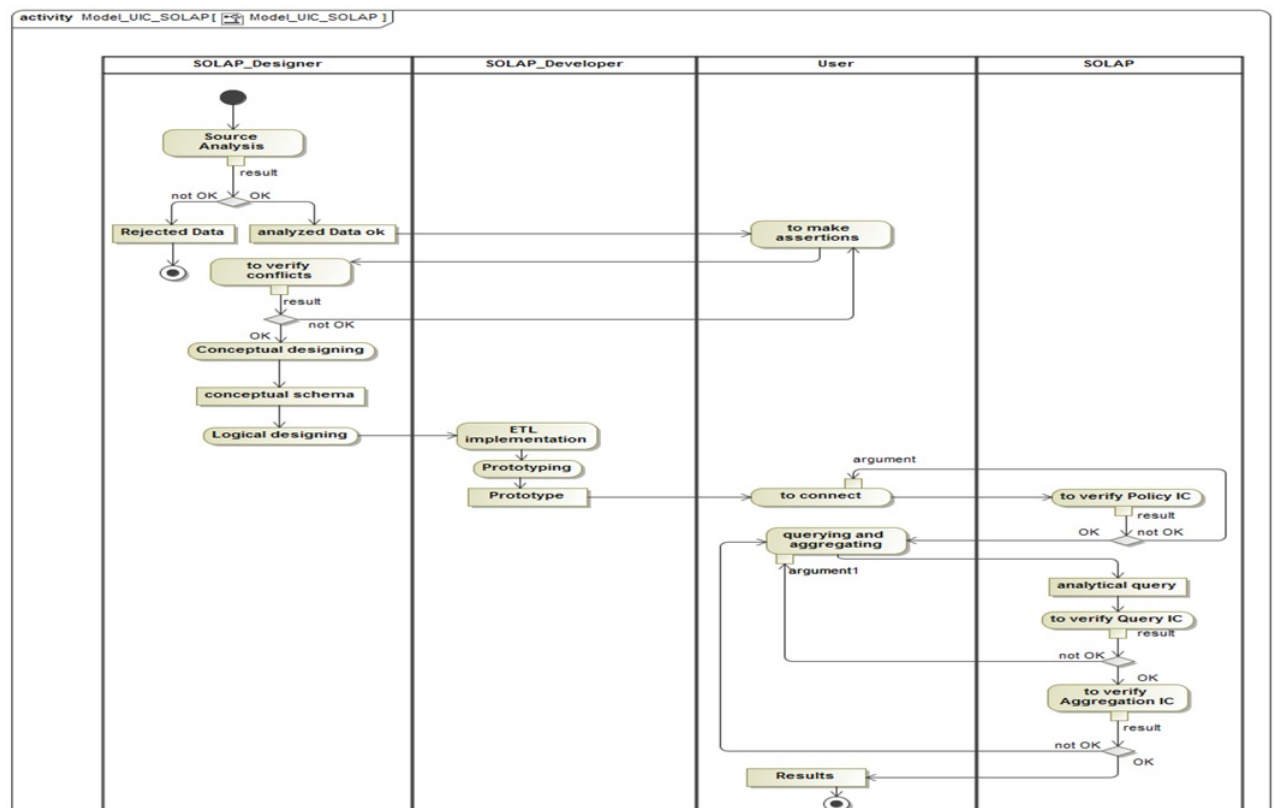 activity Model_UIC_SOLAP[ Model_UIC_SOLAP ]
SOLAP_Designer
SOLAP_Developer
User
SOLAP
Source
Analysis
result
not OK
OK
Rejected Data
analyzed Data ok
to make
assertions
to verify
conflicts
result
not OK
OK
Conceptual designing
conceptual schema
Logical designing
ETL
implementation
Prototyping
Prototype
argument
to connect
to verify Policy IC
result
OK
not OK
querying and
aggregating
argument1
analytical query
to verify Query IC
result
not OK
OK
to verify
Aggregation IC
result
not OK
OK
Results